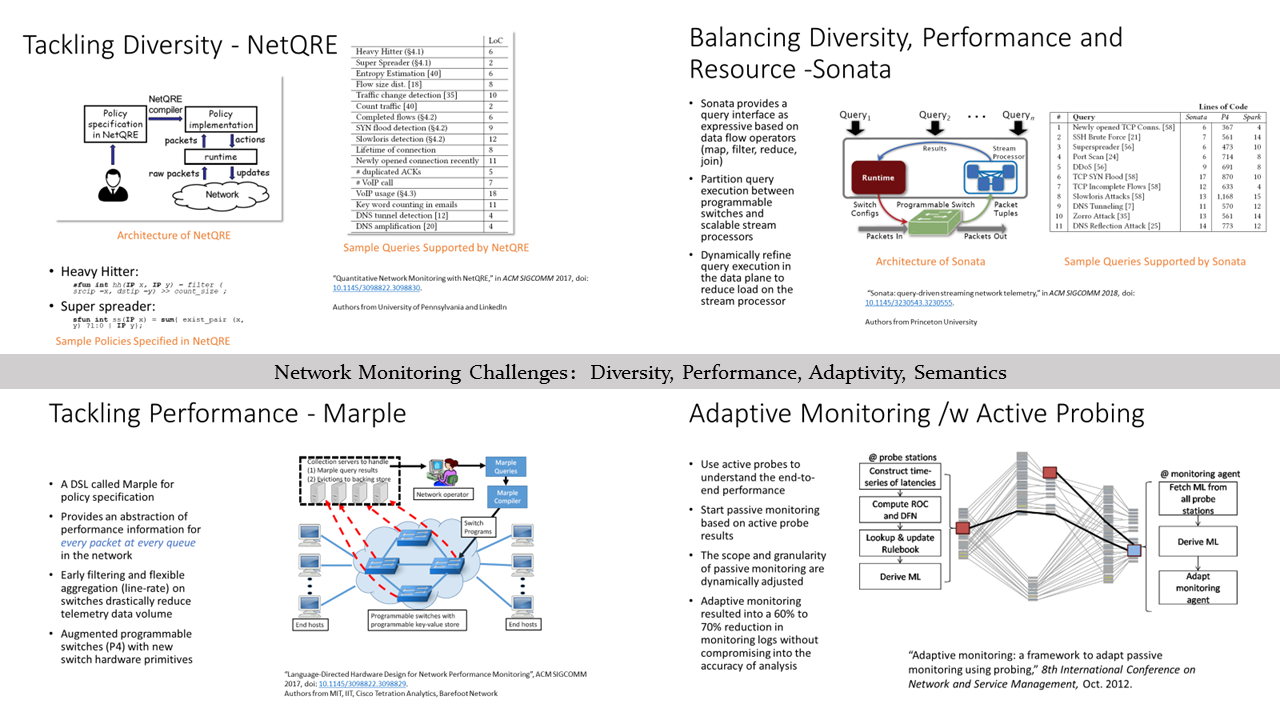 Tackling Diversity - NetQRE
NetQRE
compiler
Policy
specification
in NetQRE
Policy
implementation
packets
actions
runtime
raw packets
updates
Network
Architecture of NetQRE
LoC
Heavy Hitter (§4.1) 6
Super Spreader (§4.1) 2
Entropy Estimation [40] 6
Flow size dist. [18] 8
Traffic change detection [35] 10
Count traffic [40] 2
Completed flows (§4.2) 6
SYN flood detection (§4.2) 9
Slowloris detection (§4.2) 12
Lifetime of connection 8
Newly opened connection recently 11
# duplicated ACKs 5
# VoIP call 7
VoIP usage (§4.3) 18
Key word counting in emails 11
DNS tunnel detection [12] 4
DNS amplification [20] 4
Sample Queries Supported by NetQRE
• Heavy Hitter:
sfun int hh(IP x, IP y) = filter (
srcip =x, dstip =y) >> count_size ;
• Super spreader:
sfun int ss(IP x) = sum{ exist_pair (x,
y) ?1:0 | IP y};
Sample Policies Specified in NetQRE
"Quantitative Network Monitoring with NetQRE," in ACM SIGCOMM 2017, doi:
10.1145/3098822.3098830.
Authors from University of Pennsylvania and LinkedIn
Balancing Diversity, Performance and
Resource -Sonata
• Sonata provides a
query interface as
expressive based on
data flow operators
(map, filter, reduce,
join)
• Partition query
execution between
programmable
switches and
scalable stream
processors
• Dynamically refine
query execution in
the data plane to
reduce load on the
stream processor
Query1 Query2 • • • Queryn
Results
Stream
Processor
Runtime
Switch
Configs
Programmable Switch
Packet
Tuples
Packets In
Packets Out
Architecture of Sonata
Lines of Code
# Query Sonata P4 Spark
1 Newly opened TCP Conns. [58] 6 367 4
2 SSH Brute Force [21] 7 561 14
3 Superspreader [56] 6 473 10
4 Port Scan [24] 6 714 8
5 DDoS [56] 9 691 8
6 TCP SYN Flood [58] 17 870 10
7 TCP Incomplete Flows [58] 12 633 4
8 Slowloris Attacks [58] 13 1,168 15
9 DNS Tunneling [7] 11 570 12
10 Zorro Attack [35] 13 561 14
11 DNS Reflection Attack [25] 14 773 12
Sample Queries Supported by Sonata
"Sonata: query-driven streaming network telemetry," in ACM SIGCOMM 2018, doi:
10.1145/3230543.3230555.
Authors from Princeton University
Network Monitoring Challenges: Diversity, Performance, Adaptivity, Semantics
Tackling Performance - Marple
• A DSL called Marple for
policy specification
• Provides an abstraction of
performance information for
every packet at every queue
in the network
• Early filtering and flexible
aggregation (line-rate) on
switches drastically reduce
telemetry data volume
• Augmented programmable
switches (P4) with new
switch hardware primitives
Collection servers to handle
(1) Marple query results
(2) Evictions to backing store
Network operator
Marple
Queries
Marple
Compiler
Switch
Programs
End hosts
Programmable switches with
programmable key-value store
End hosts
"Language-Directed Hardware Design for Network Performance Monitoring", ACM SIGCOMM
2017, doi: 10.1145/3098822.3098829.
Authors from MIT, IIT, Cisco Tetration Analytics, Barefoot Network
Adaptive Monitoring /w Active Probing
• Use active probes to
understand the end-to-
end performance
• Start passive monitoring
based on active probe
results
• The scope and granularity
of passive monitoring are
dynamically adjusted
• Adaptive monitoring
resulted into a 60% to
70% reduction in
monitoring logs without
compromising into the
accuracy of analysis
@ probe stations
Construct time-
series of latencies
Compute ROC
and DFN
Lookup & update
Rulebook
Derive ML
@ monitoring agent
Fetch ML from
all probe
stations
Derive ML
Adapt
monitoring
agent
"Adaptive monitoring: a framework to adapt passive
monitoring using probing," 8th International Conference on
Network and Service Management, Oct. 2012.